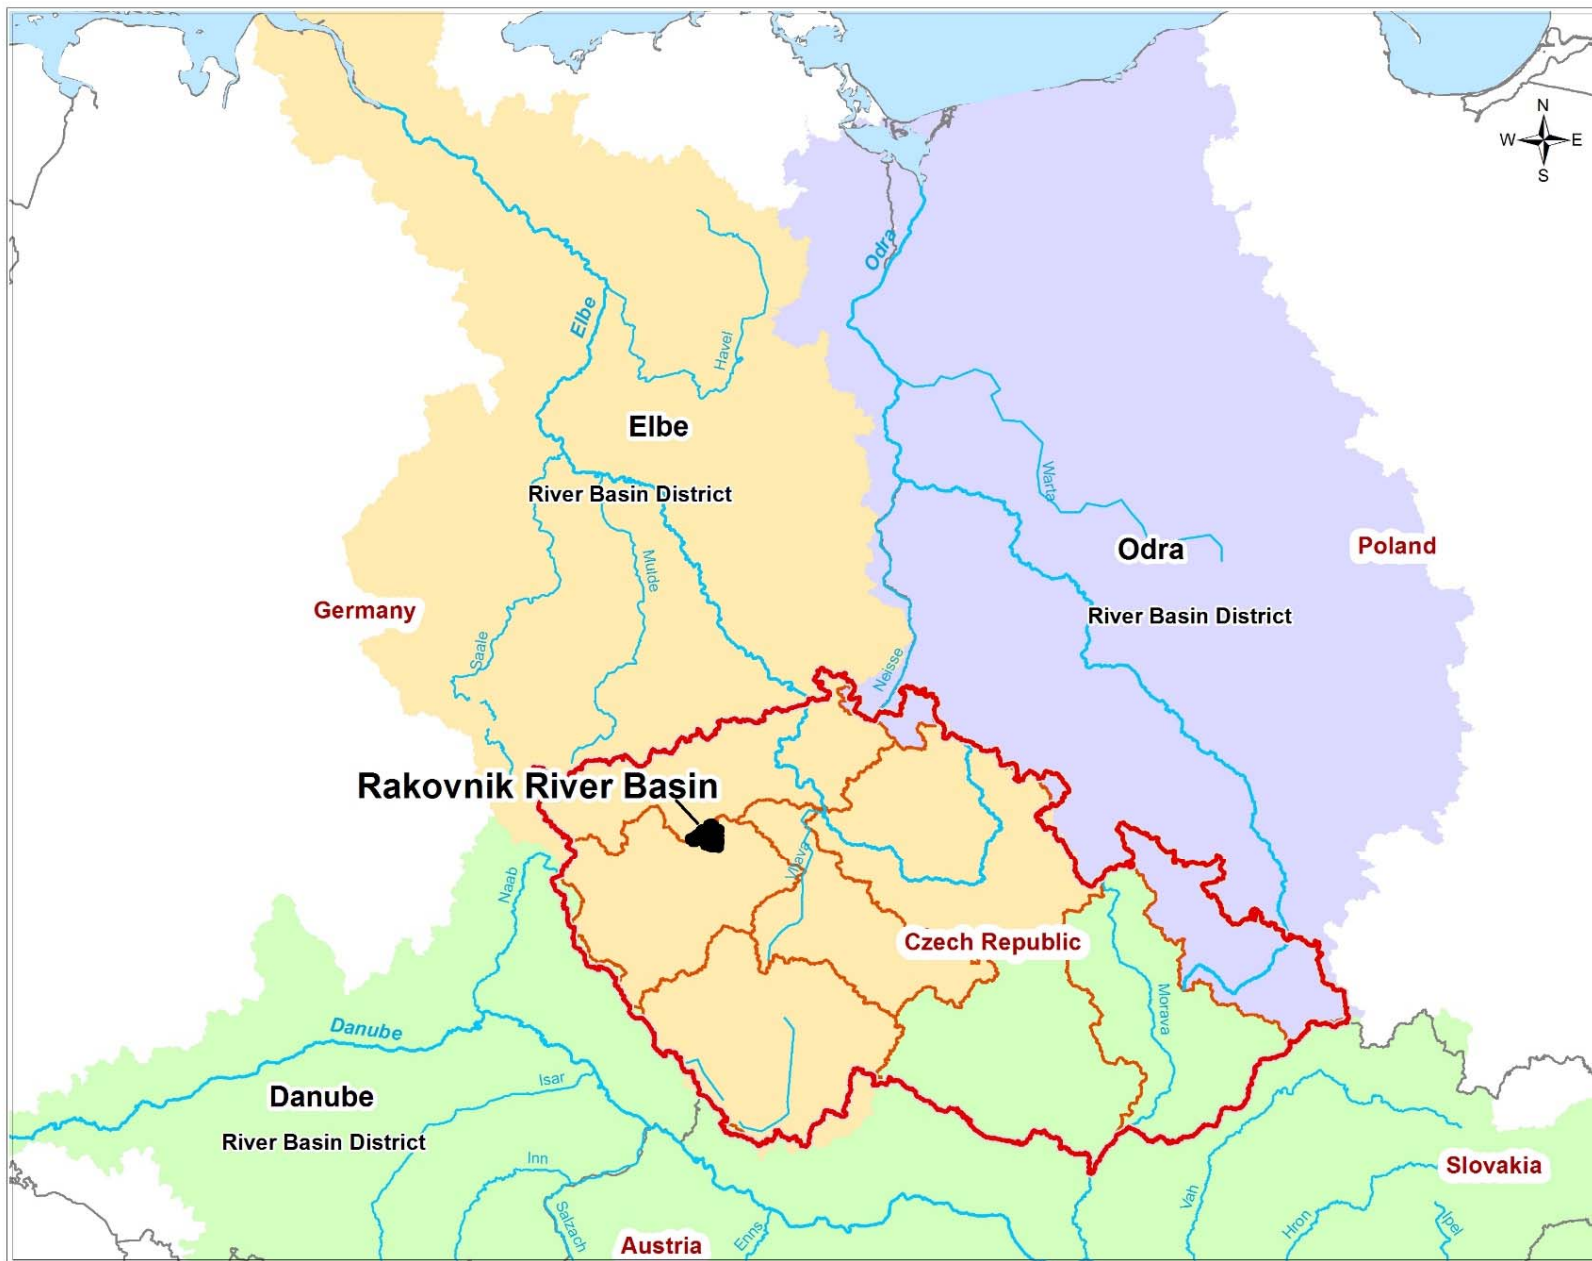 N
W E
S
Odra
Elbe
Havel
Elbe
River Basin District
Warta
Odra
Poland
Mulde
Germany
River Basin District
Saale
Neisse
Rakovnik River Basin
Vltava
Naab
Czech Republic
Morava
Danube
Isar
Danube
River Basin District
Inn
Slovakia
Vah
Salzach
Enns
Hron
Ipel
Austria